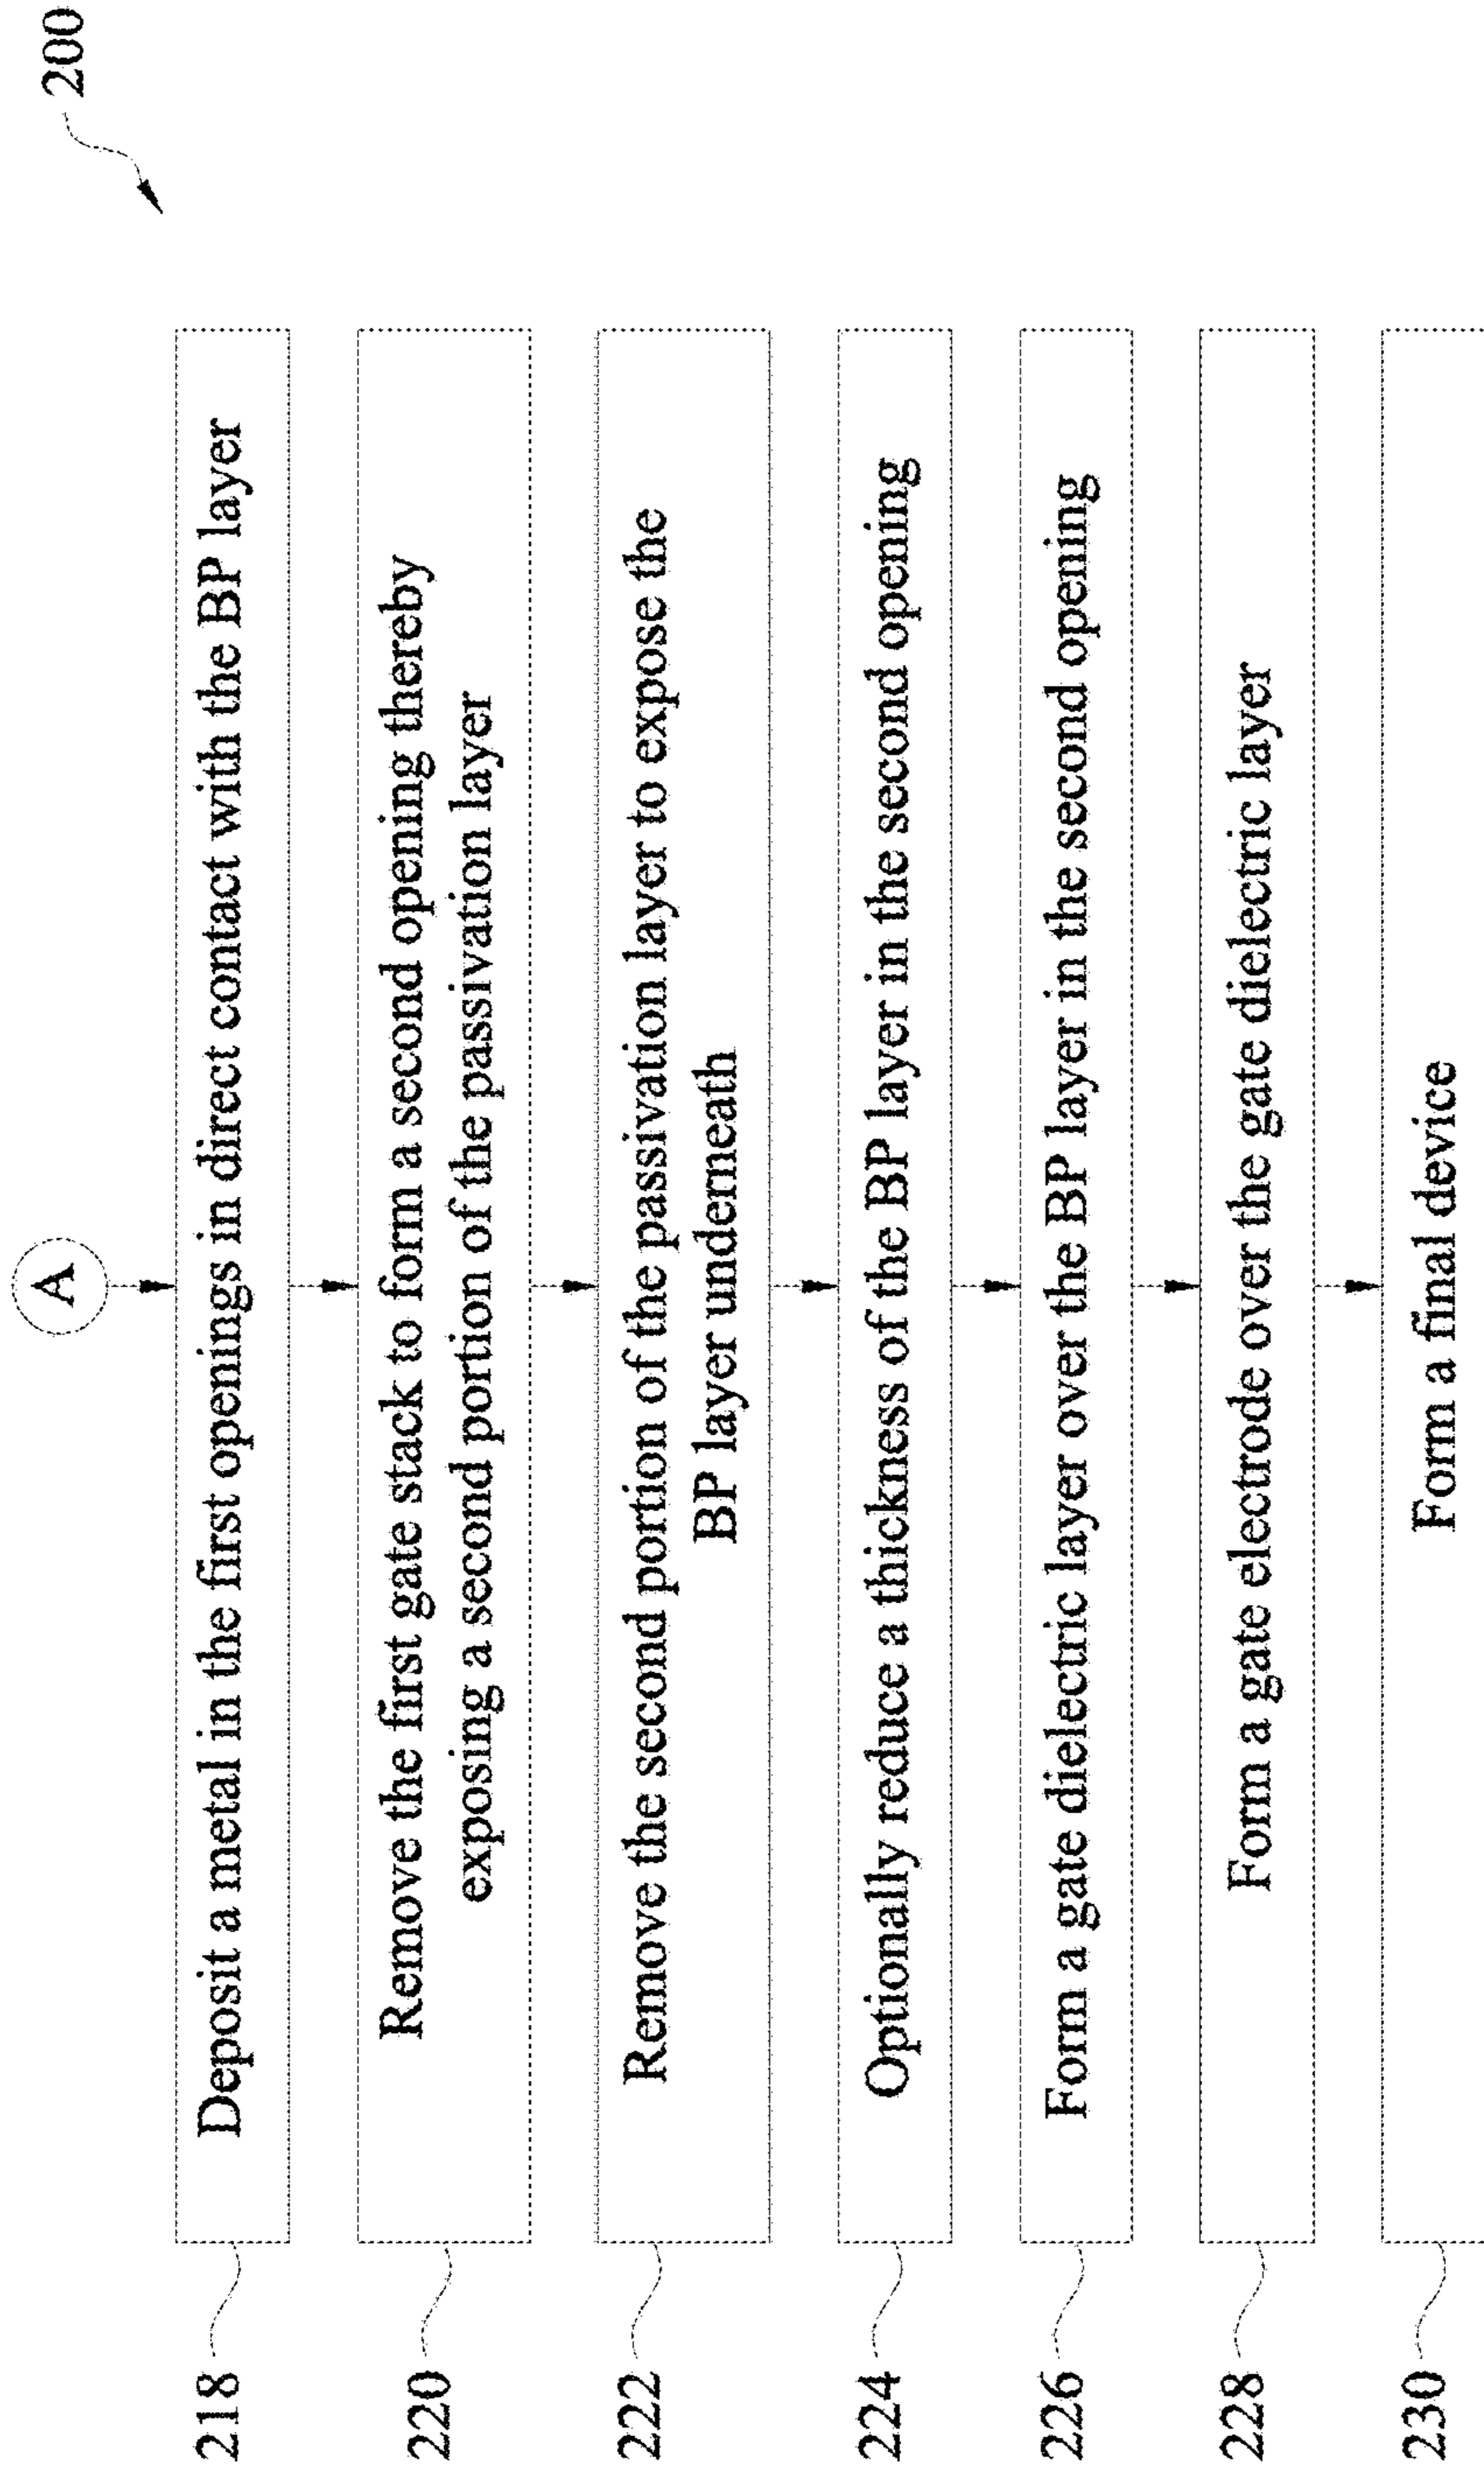 200
A
218
Deposit a metal in the first openings in direct contact with the BP layer
220
Remove the first gate stack to form a second opening thereby
exposing a second portion of the passivation layer
222
Remove the second portion of the passivation layer to expose the
BP layer underneath
224
Optionally reduce a thickness of the BP layer in the second opening
226
Form a gate dielectric layer over the BP layer in the second opening
228
Form a gate electrode over the gate dielectric layer
230
Form a final device